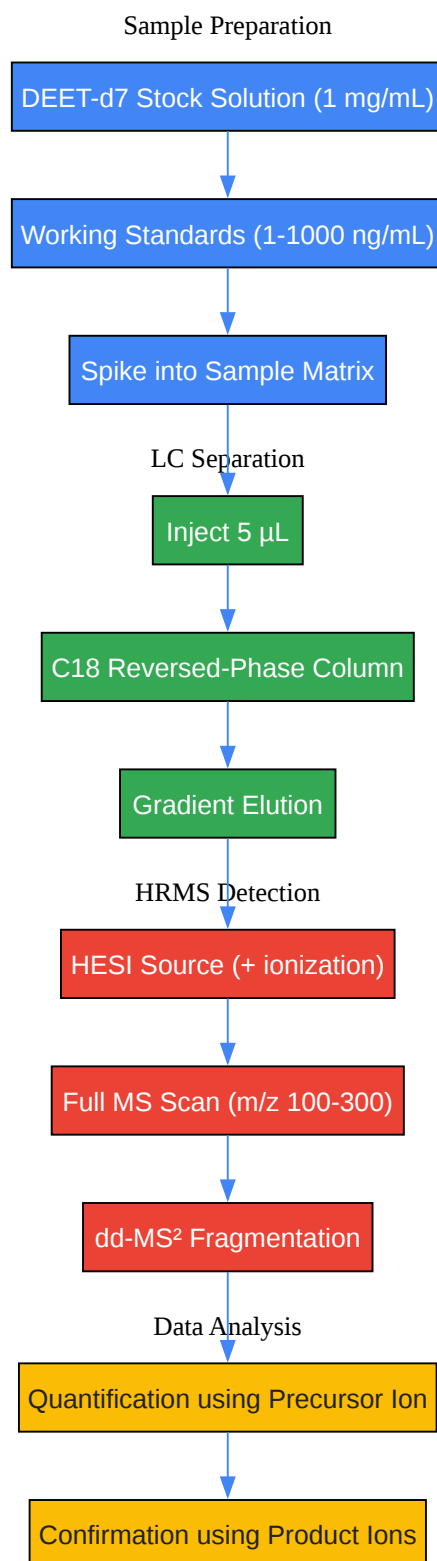 Sample Preparation
DEET-d7 Stock Solution (1 mg/mL)
Working Standards (1-1000 ng/mL)
Spike into Sample Matrix
LC Separation
Inject 5 µL
C18 Reversed-Phase Column
Gradient Elution
HRMS Detection
HESI Source (+ ionization)
Full MS Scan (m/z 100-300)
dd-MS² Fragmentation
Data Analysis
Quantification using Precursor Ion
Confirmation using Product Ions